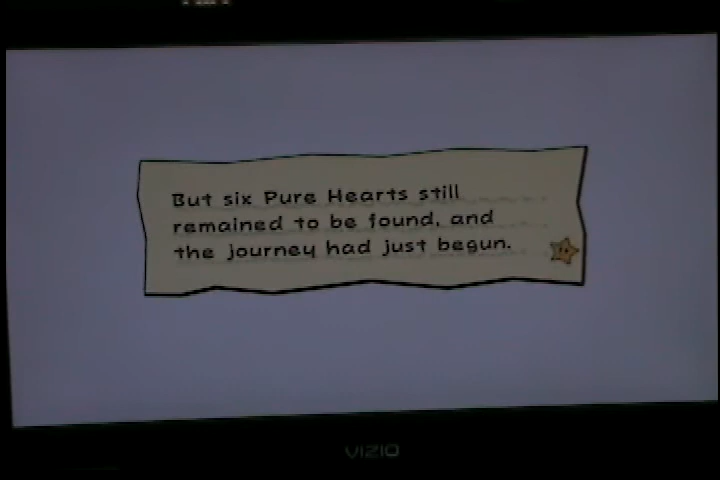 But six Pure Hearts still
remained to be found, and
the journey had just begun.
VIZIO